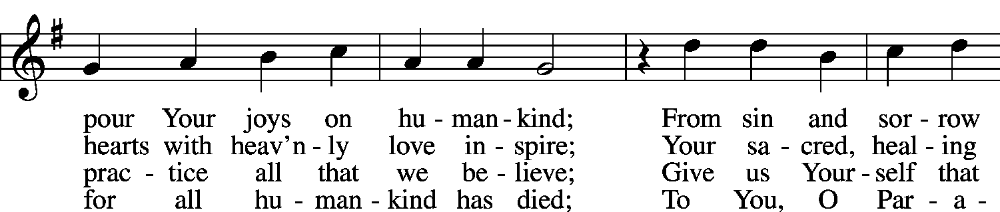 pour Your joys on hu - man - kind; From sin and sor - row
hearts with heav'n - ly love in - spire; Your sa - cred, heal - ing
prac - tice all that we be - lieve; Give us Your - self that
for all hu - man - kind has died; To You, O Par - a -